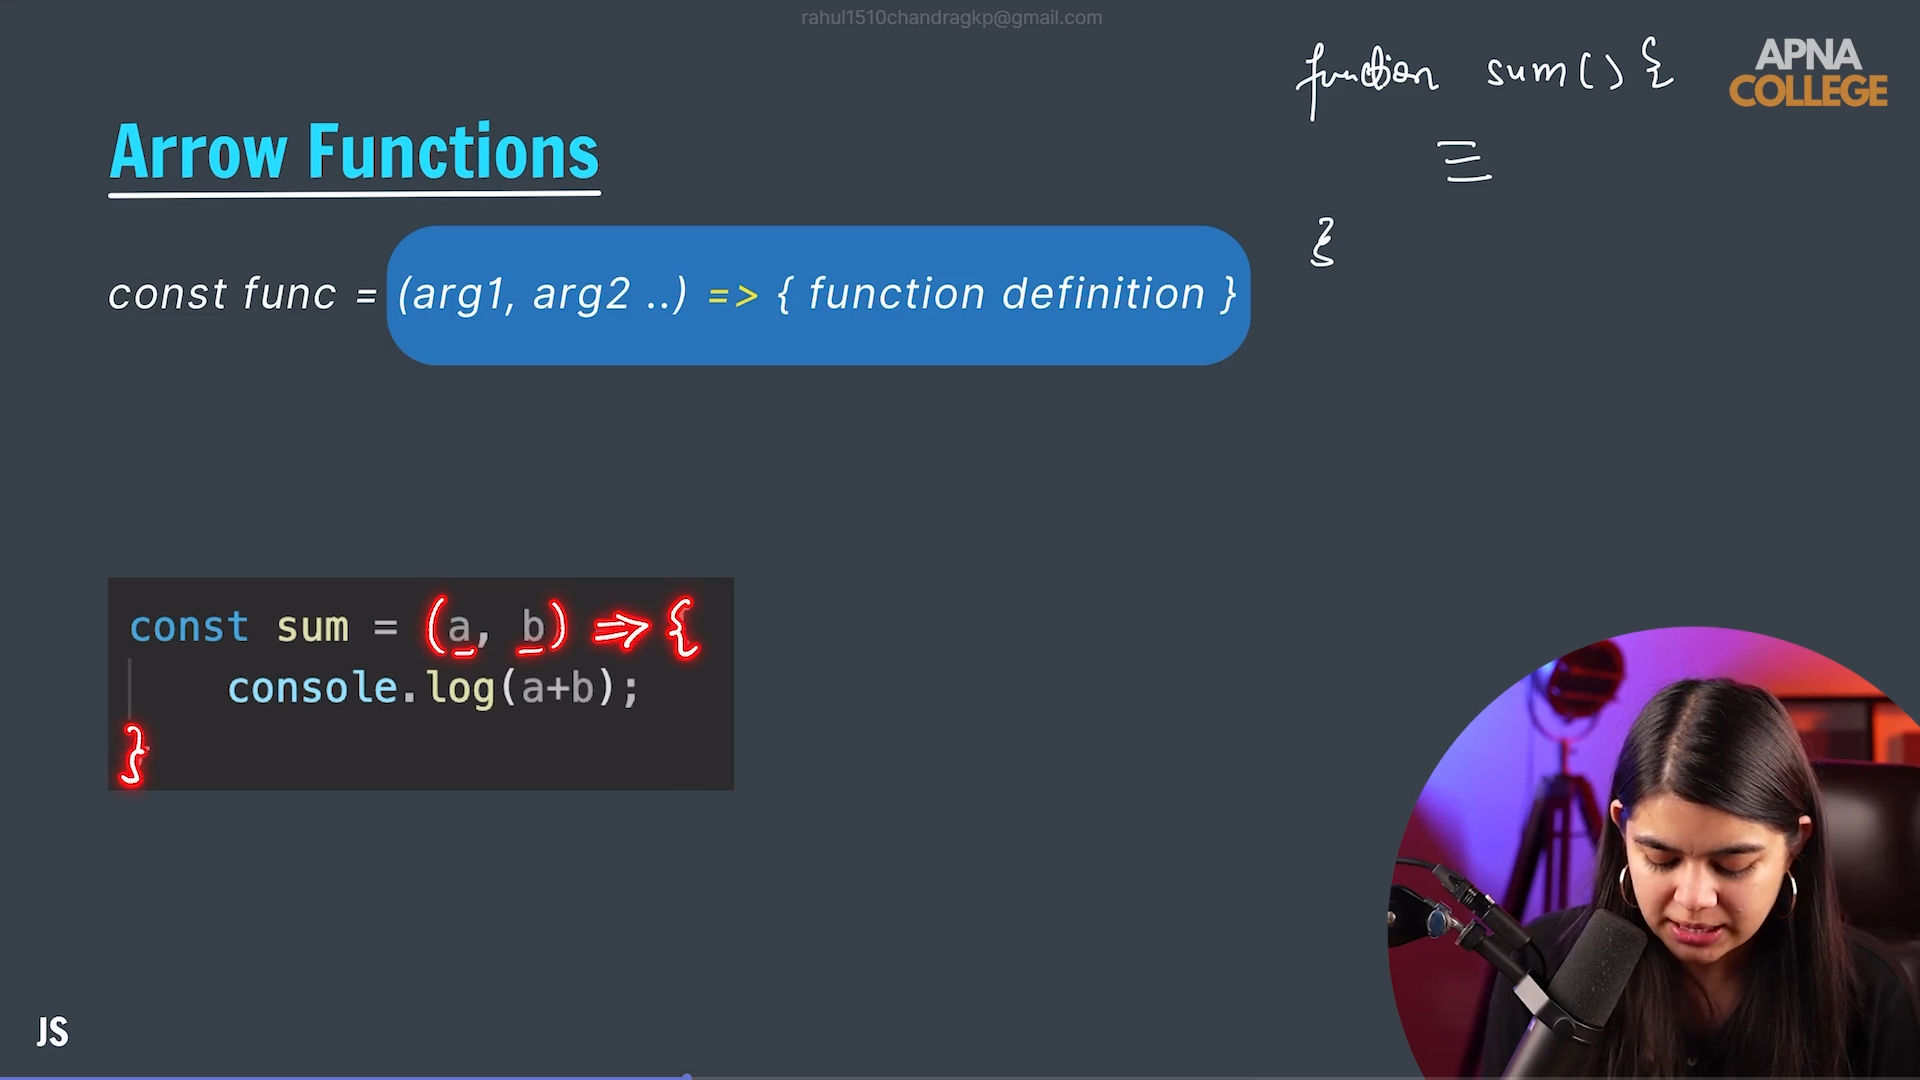 rahul1510chandragkp@gmail.com
function sum() {
}
APNA
COLLEGE
Arrow Functions
const func = (arg1, arg2 ..) => { function definition }
const sum = (a, b) => {
console.log(a+b);
}
JS